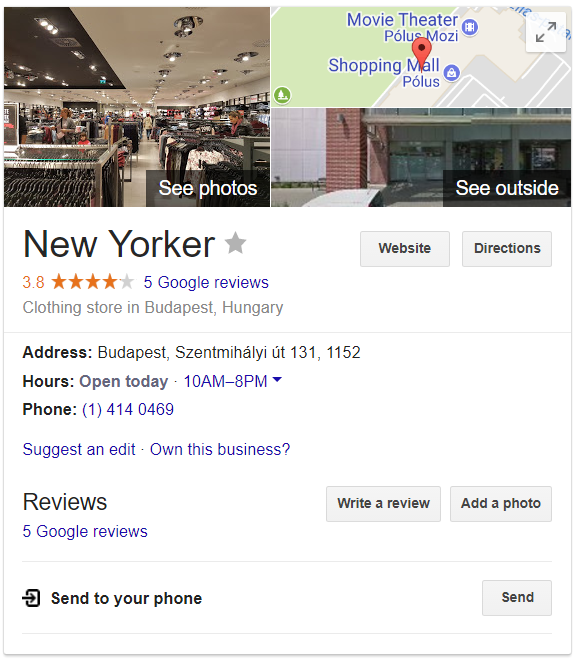 Movie Theater
Pólus Mozi
Shopping Mall
Pólus
See photos
See outside
New Yorker
Website
Directions
3.8 5 Google reviews
Clothing store in Budapest, Hungary
Address: Budapest, Szentmihályi út 131, 1152
Hours: Open today · 10AM–8PM
Phone: (1) 414 0469
Suggest an edit · Own this business?
Reviews
Write a review
Add a photo
5 Google reviews
Send to your phone
Send